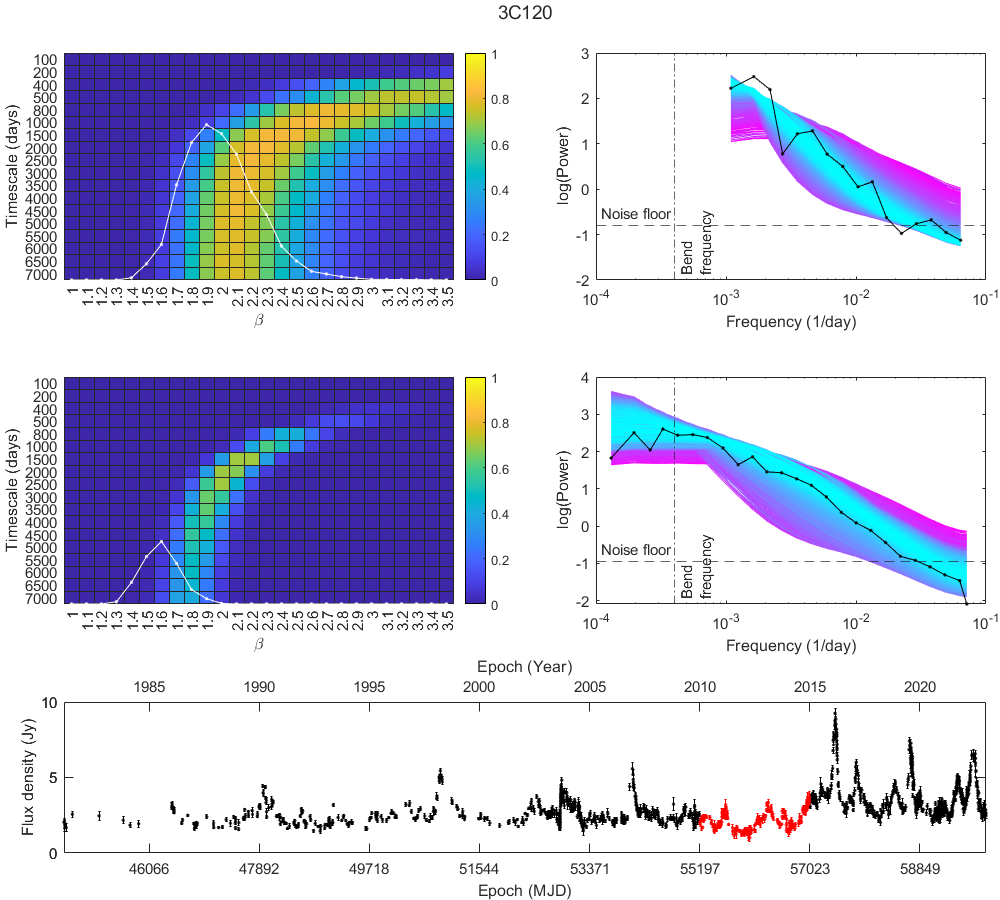 3C120
Timescale (days)
100
200
400
500
800
1000
1500
2000
2500
3000
3500
4000
4500
5000
5500
6000
6500
7000
1 1.1 1.2 1.3 1.4 1.5 1.6 1.7 1.8 1.9 2 2.1 2.2 2.3 2.4 2.5 2.6 2.7 2.8 2.9 3 3.1 3.2 3.3 3.4 3.5
β
1
0.8
0.6
0.4
0.2
0
log(Power)
3
2
1
0
-1
-2
Noise floor
Bend
frequency
10-4 10-3 10-2 10-1
Frequency (1/day)
Timescale (days)
100
200
400
500
800
1000
1500
2000
2500
3000
3500
4000
4500
5000
5500
6000
6500
7000
1 1.1 1.2 1.3 1.4 1.5 1.6 1.7 1.8 1.9 2 2.1 2.2 2.3 2.4 2.5 2.6 2.7 2.8 2.9 3 3.1 3.2 3.3 3.4 3.5
β
1
0.8
0.6
0.4
0.2
0
log(Power)
4
3
2
1
0
-1
-2
Noise floor
Bend
frequency
10-4 10-3 10-2 10-1
Frequency (1/day)
Epoch (Year)
1985 1990 1995 2000 2005 2010 2015 2020
Flux density (Jy)
10
5
0
46066 47892 49718 51544 53371 55197 57023 58849
Epoch (MJD)